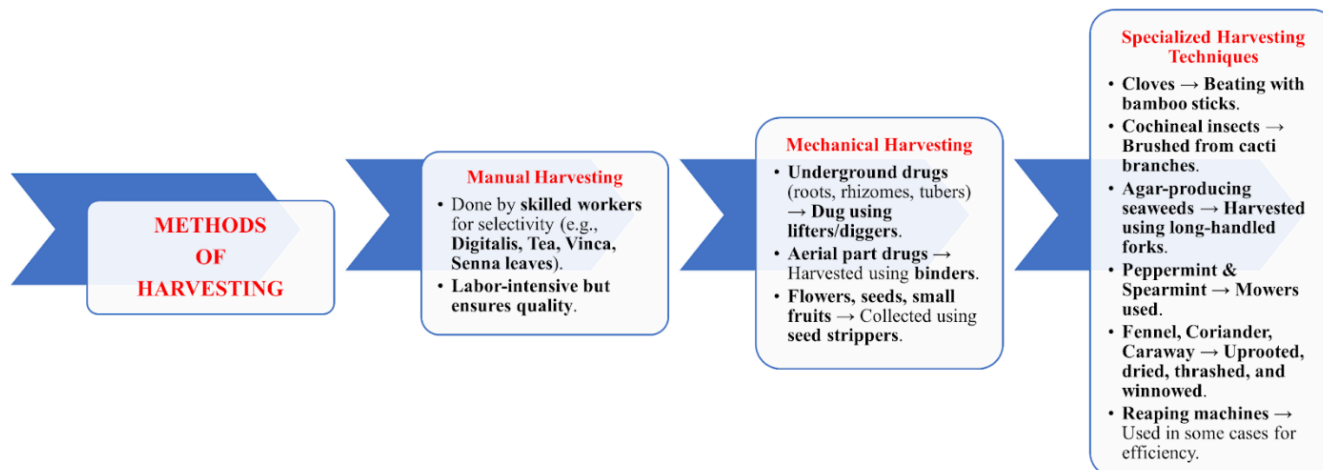 METHODS
OF
HARVESTING
Manual Harvesting
• Done by skilled workers
for selectivity (e.g.,
Digitalis, Tea, Vinca,
Senna leaves).
• Labor-intensive but
ensures quality.
Mechanical Harvesting
• Underground drugs
(roots, rhizomes, tubers)
→ Dug using
lifters/diggers.
• Aerial part drugs →
Harvested using binders.
• Flowers, seeds, small
fruits → Collected using
seed strippers.
Specialized Harvesting
Techniques
• Cloves → Beating with
bamboo sticks.
• Cochineal insects →
Brushed from cacti
branches.
• Agar-producing
seaweeds → Harvested
using long-handled
forks.
• Peppermint &
Spearmint → Mowers
used.
• Fennel, Coriander,
Caraway → Uprooted,
dried, thrashed, and
winnowed.
• Reaping machines →
Used in some cases for
efficiency.